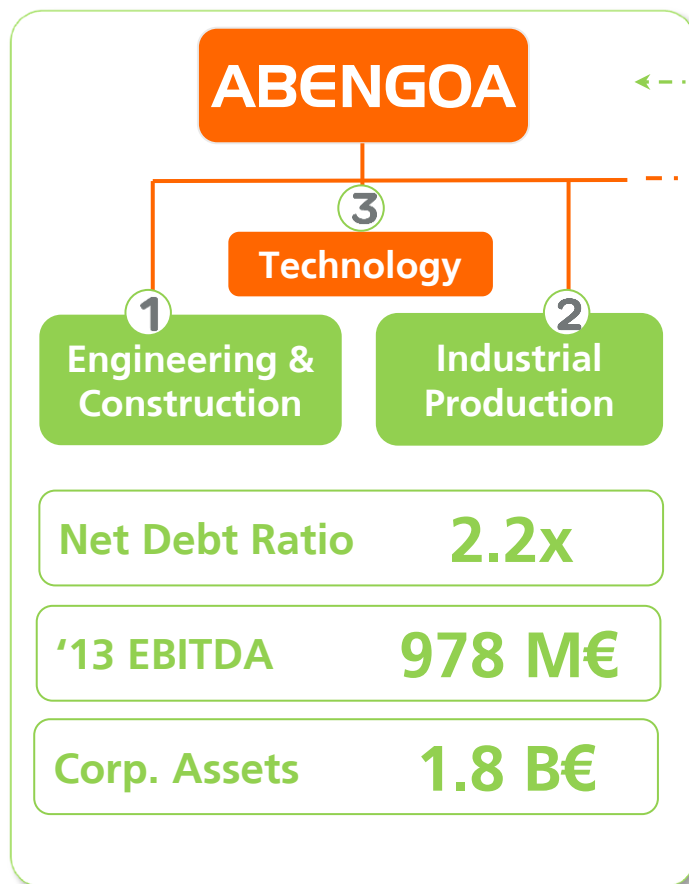 ABENGOA
3
Technology
1
2
Engineering &
Construction
Industrial
Production
Net Debt Ratio 2.2x
‘13 EBITDA 978 M€
Corp. Assets 1.8 B€